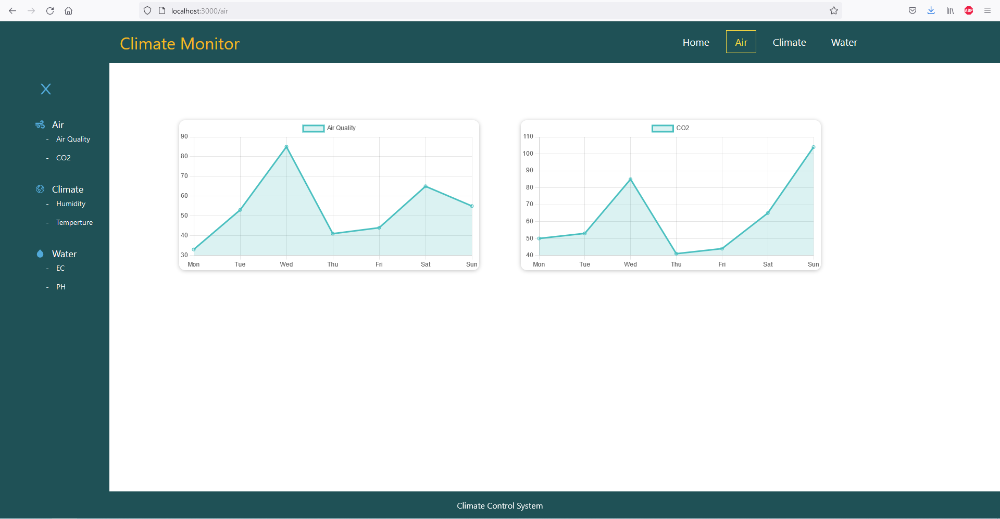 localhost:3000/air
ABP
Climate Monitor
Home Air Climate Water
X
Air
- Air Quality
- CO2
Climate
- Humidity
- Temperture
Water
- EC
- PH
Air Quality
90
80
70
60
50
40
30
Mon Tue Wed Thu Fri Sat Sun
CO2
110
100
90
80
70
60
50
40
Mon Tue Wed Thu Fri Sat Sun
Climate Control System